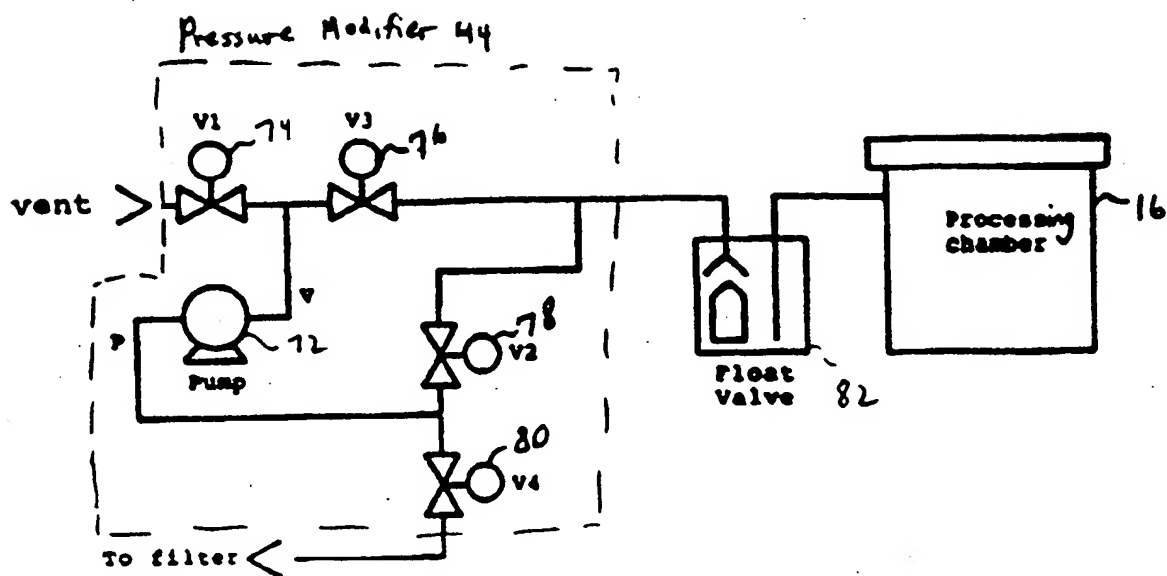 Pressure Modifier 44
V1
74
V3
76
vent
Processing
chamber
16
V
P
72
Pump
78
V2
Float
Valve
82
80
V4
To filter